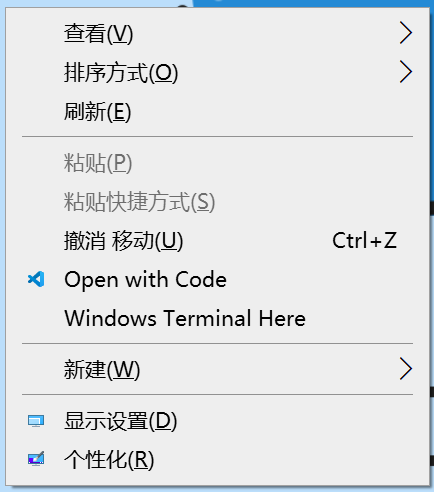 查看(V)
排序方式(O)
刷新(E)
粘贴(P)
粘贴快捷方式(S)
撤消 移动(U) Ctrl+Z
Open with Code
Windows Terminal Here
新建(W)
显示设置(D)
个性化(R)